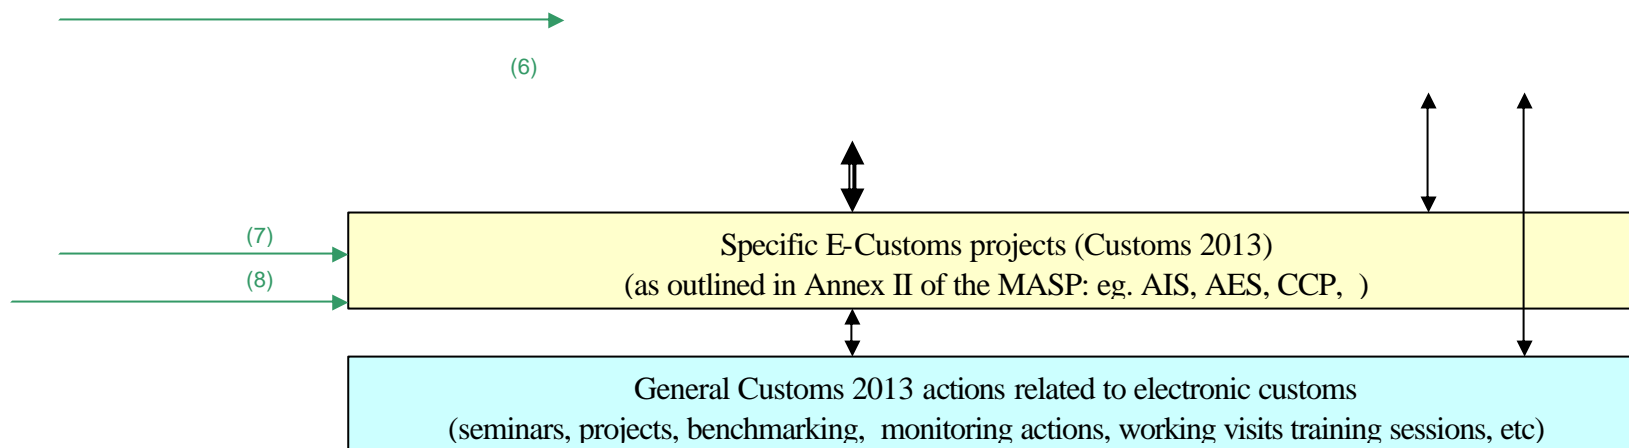 (6)
(7)
Specific E-Customs projects (Customs 2013)
(8)
(as outlined in Annex II of the MASP: eg. AIS, AES, CCP, )
General Customs 2013 actions related to electronic customs
(seminars, projects, benchmarking, monitoring actions, working visits training sessions, etc)